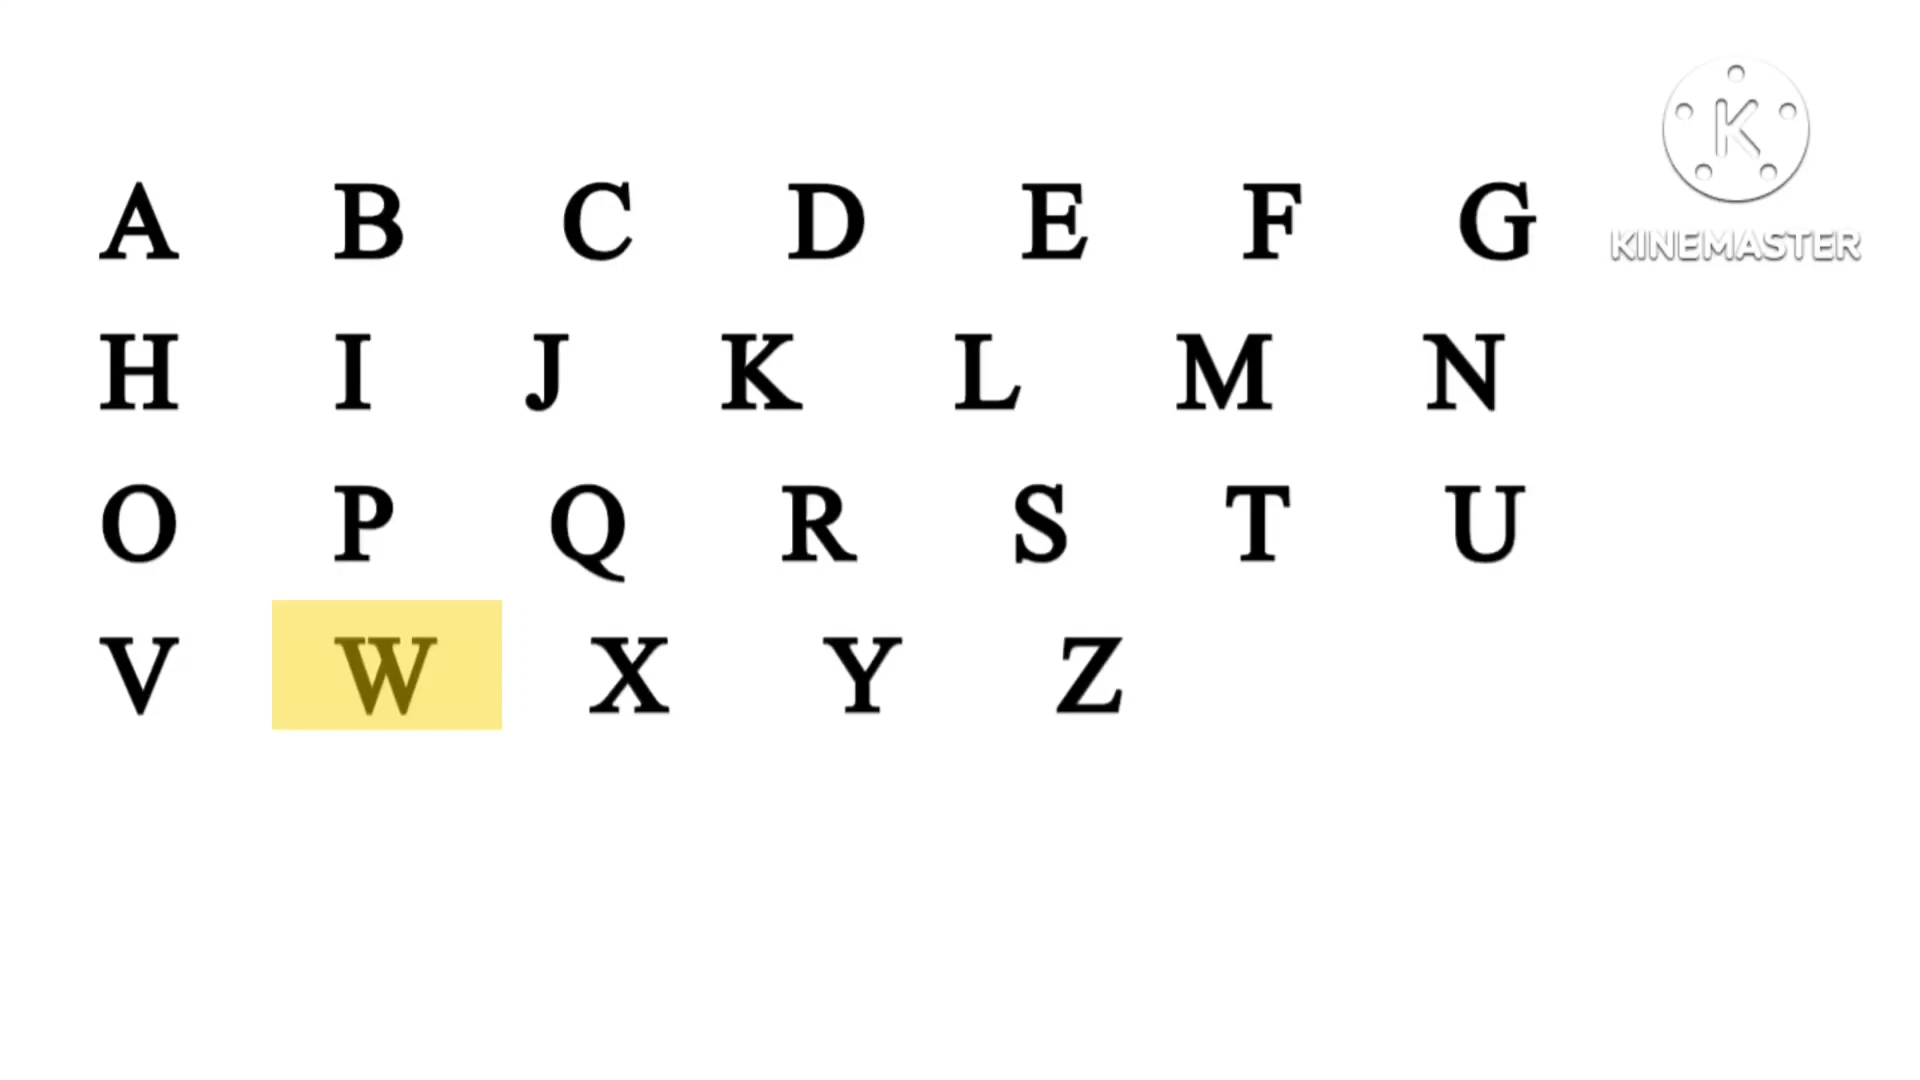 A B C D E F G
K
KINEMASTER
H I J K L M N
O P Q R S T U
V W X Y Z